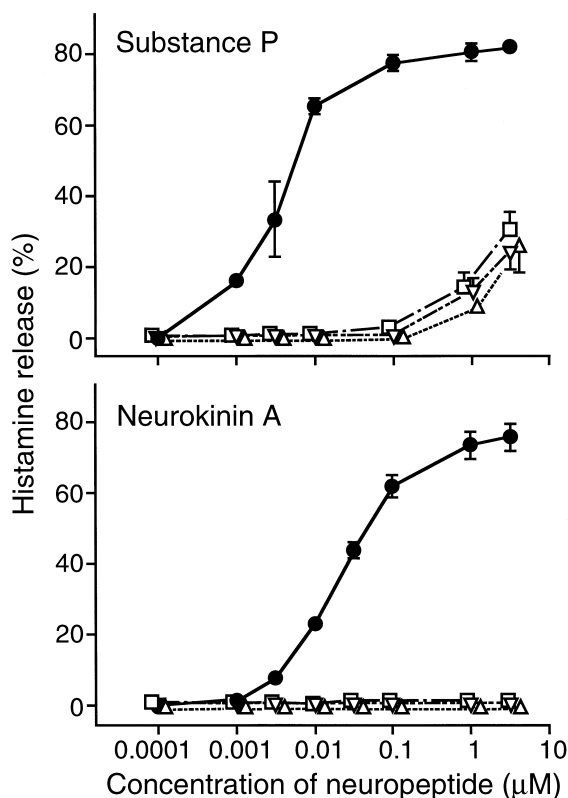 Substance P
80
60
40
20
0
Histamine release (%)
Neurokinin A
80
60
40
20
0
0.0001 0.001 0.01 0.1 1 10
Concentration of neuropeptide (μM)